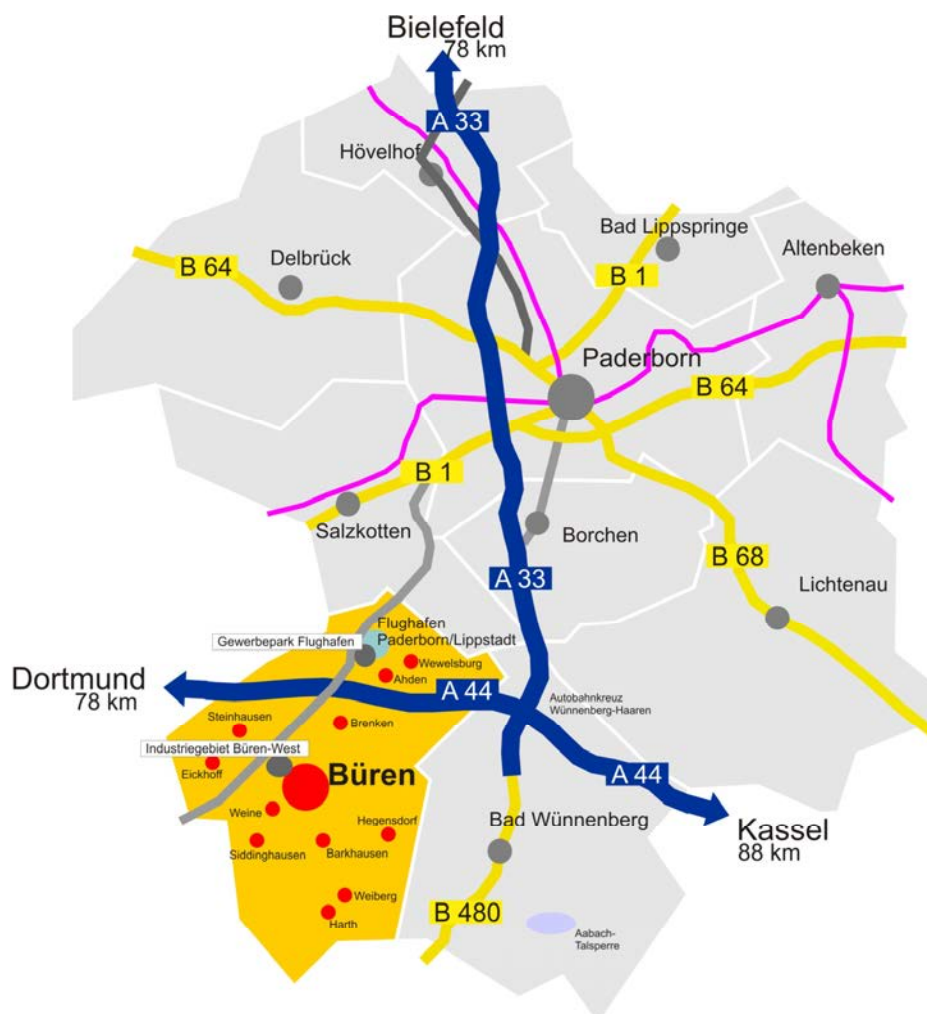 Bielefeld
78 km
A 33
Hövelhof
Bad Lippspringe
Altenbeken
Delbrück
B 64
B 1
Paderborn
B 64
B 1
Salzkotten
Borchen
B 68
A 33
Lichtenau
Flughafen
Paderborn/Lippstadt
Gewerbepark Flughafen
Wewelsburg
Ahden
Dortmund
78 km
A 44
Autobahnkreuz
Wünnenberg-Haaren
Steinhausen
Brenken
Industriegebiet Büren-West
Eickhoff
Büren
A 44
Weine
Hegensdorf
Bad Wünnenberg
Kassel
88 km
Siddinghausen
Barkhausen
Weiberg
Harth
B 480
Aabach-
Talsperre